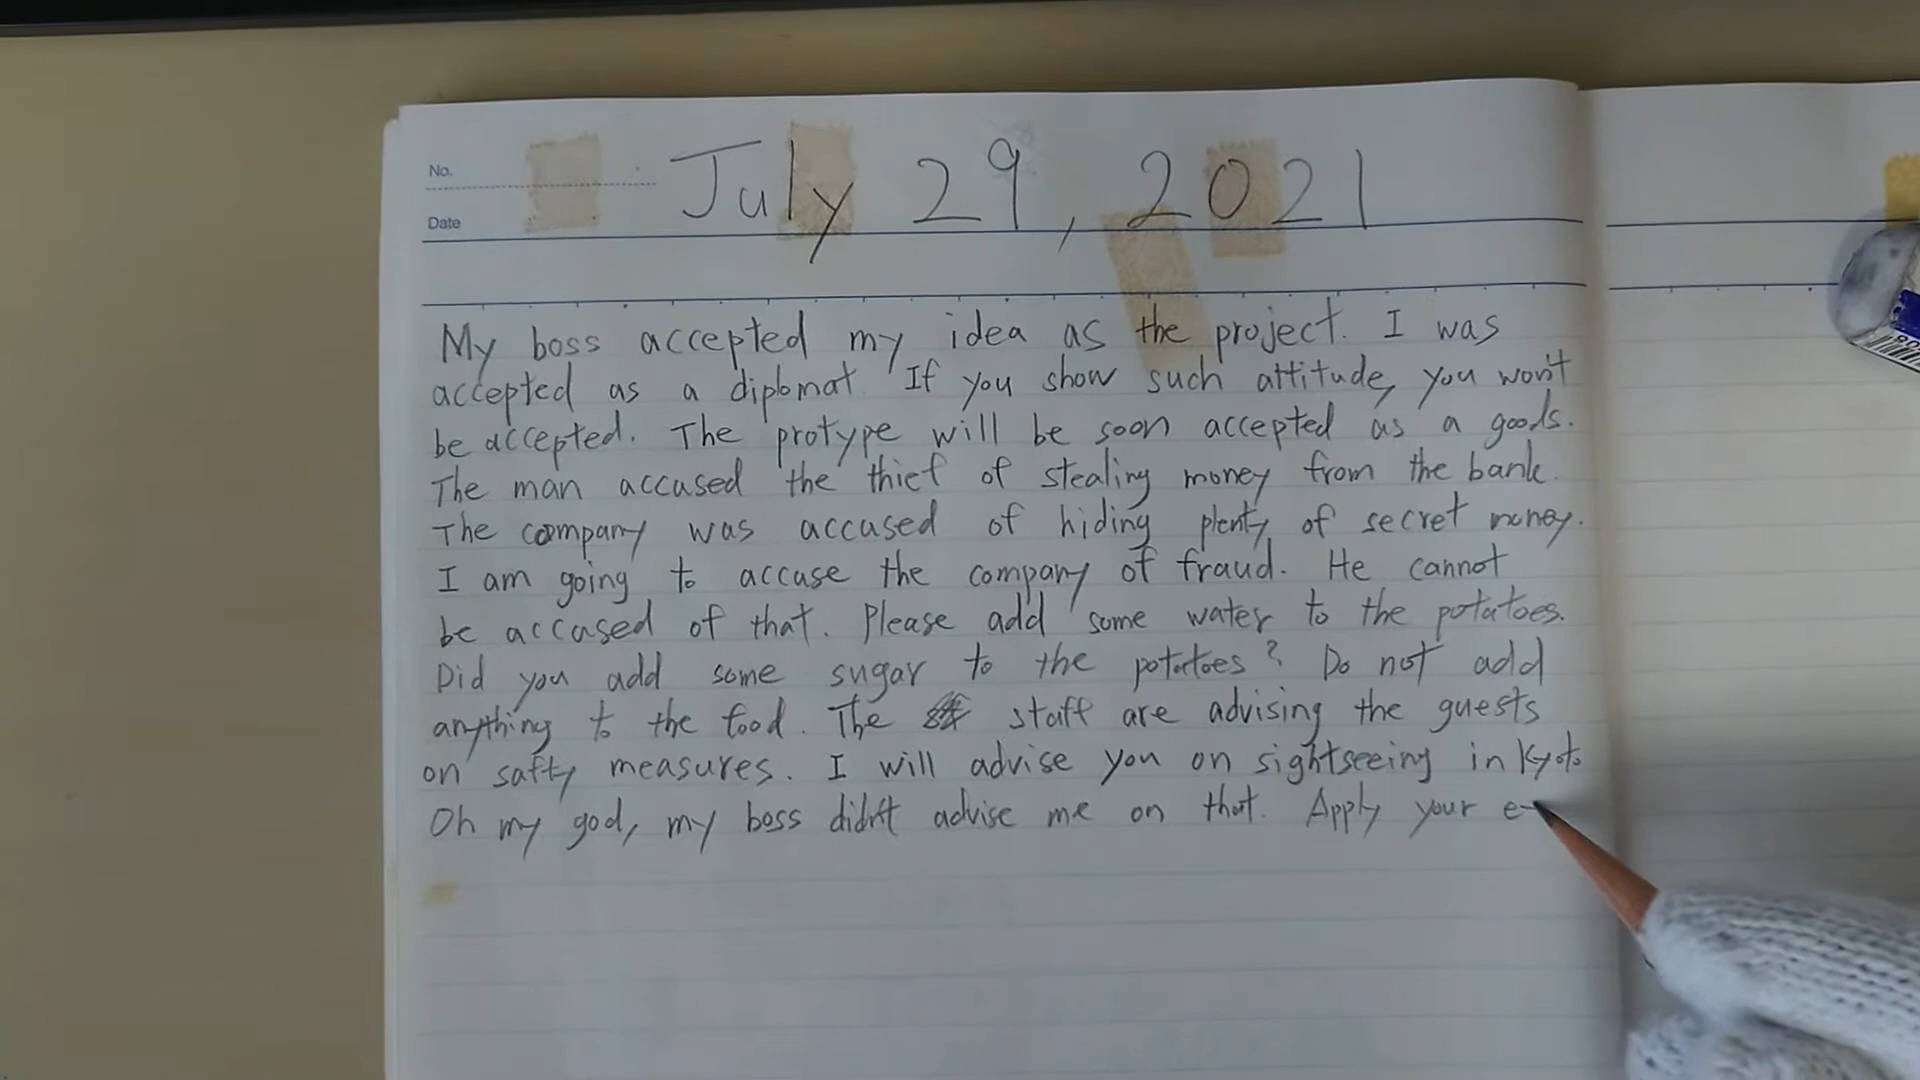 No.
July 29, 2021
Date
My boss accepted my idea as the project. I was
accepted as a diplomat. If you show such attitude, you won't
be accepted. The protype will be soon accepted as a goods.
The man accused the thief of stealing money from the bank.
The company was accused of hiding plenty of secret money.
I am going to accuse the company of fraud. He cannot
be accused of that. Please add some water to the potatoes.
Did you add some sugar to the potatoes? Do not add
anything to the food. The staff are advising the guests
on safty measures. I will advise you on sightseeing in Kyoto
Oh my god, my boss didn't advise me on that. Apply your